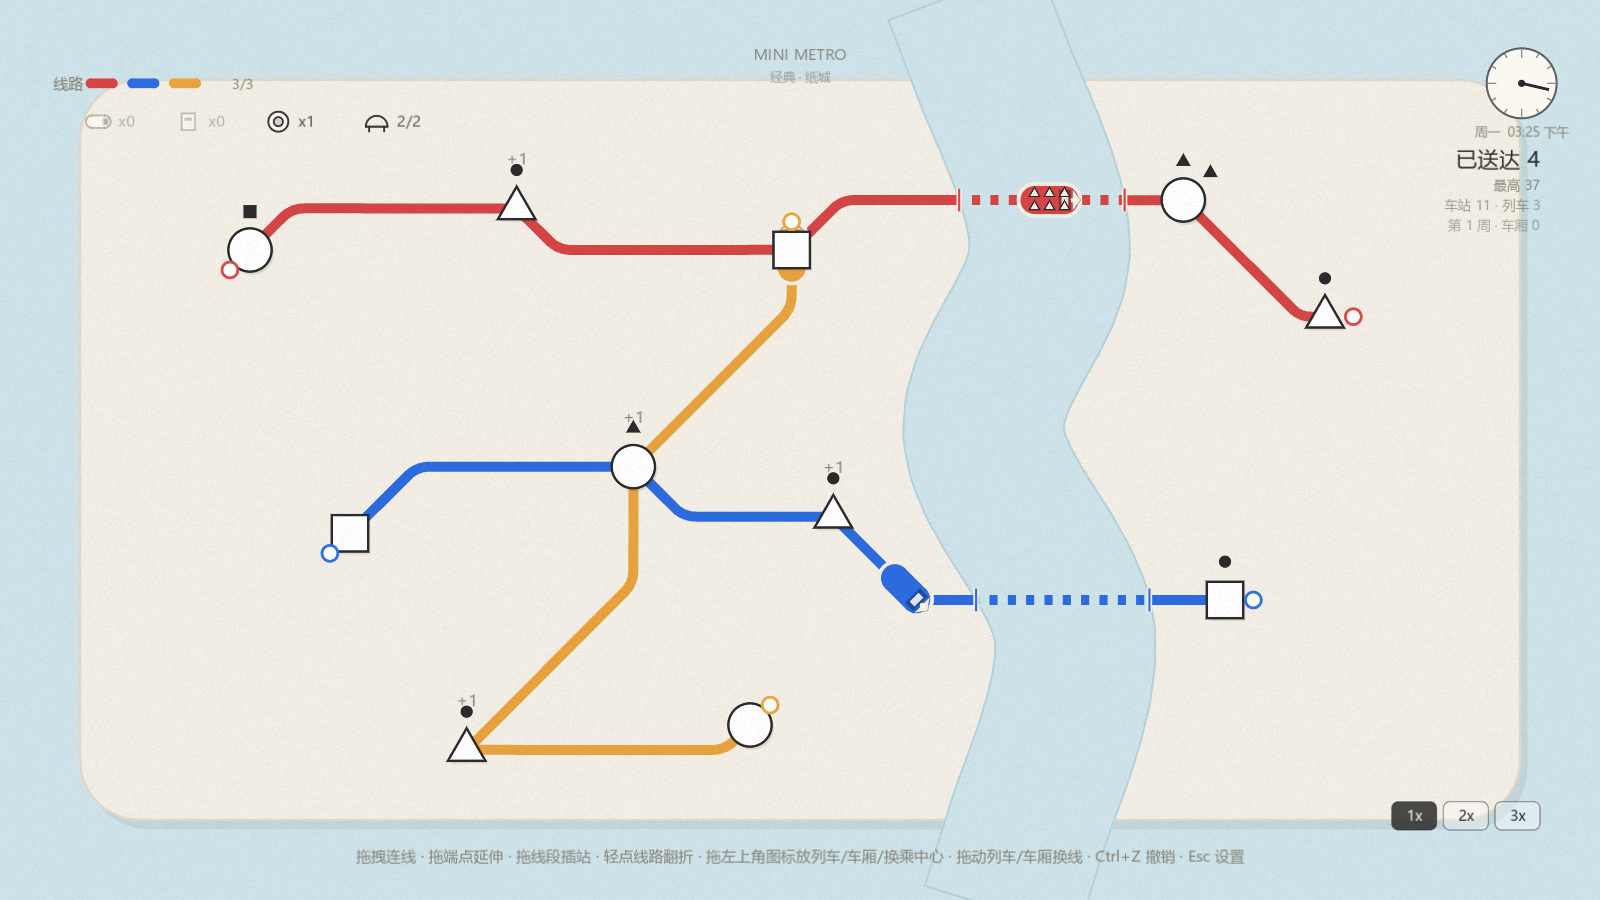 MINI METRO
经典 · 纸城
线路
3/3
x0
x0
x1
2/2
周一 03:25 下午
已送达 4
最高 37
车站 11 · 列车 3
第 1 周 · 车厢 0
+1
+1
+1
+1
1x
2x
3x
拖拽连线 · 拖端点延伸 · 拖线段插站 · 轻点线路翻折 · 拖左上角图标放列车/车厢/换乘中心 · 拖动列车/车厢换线 · Ctrl+Z 撤销 · Esc 设置